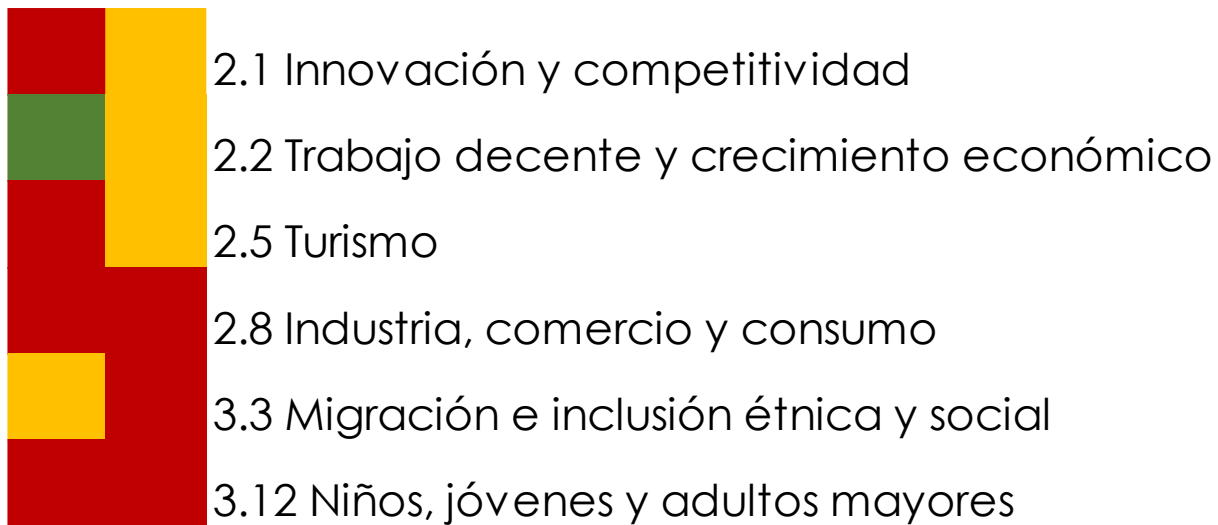 2.1 Innovación y competitividad
2.2 Trabajo decente y crecimiento económico
2.5 Turismo
2.8 Industria, comercio y consumo
3.3 Migración e inclusión étnica y social
3.12 Niños, jóvenes y adultos mayores